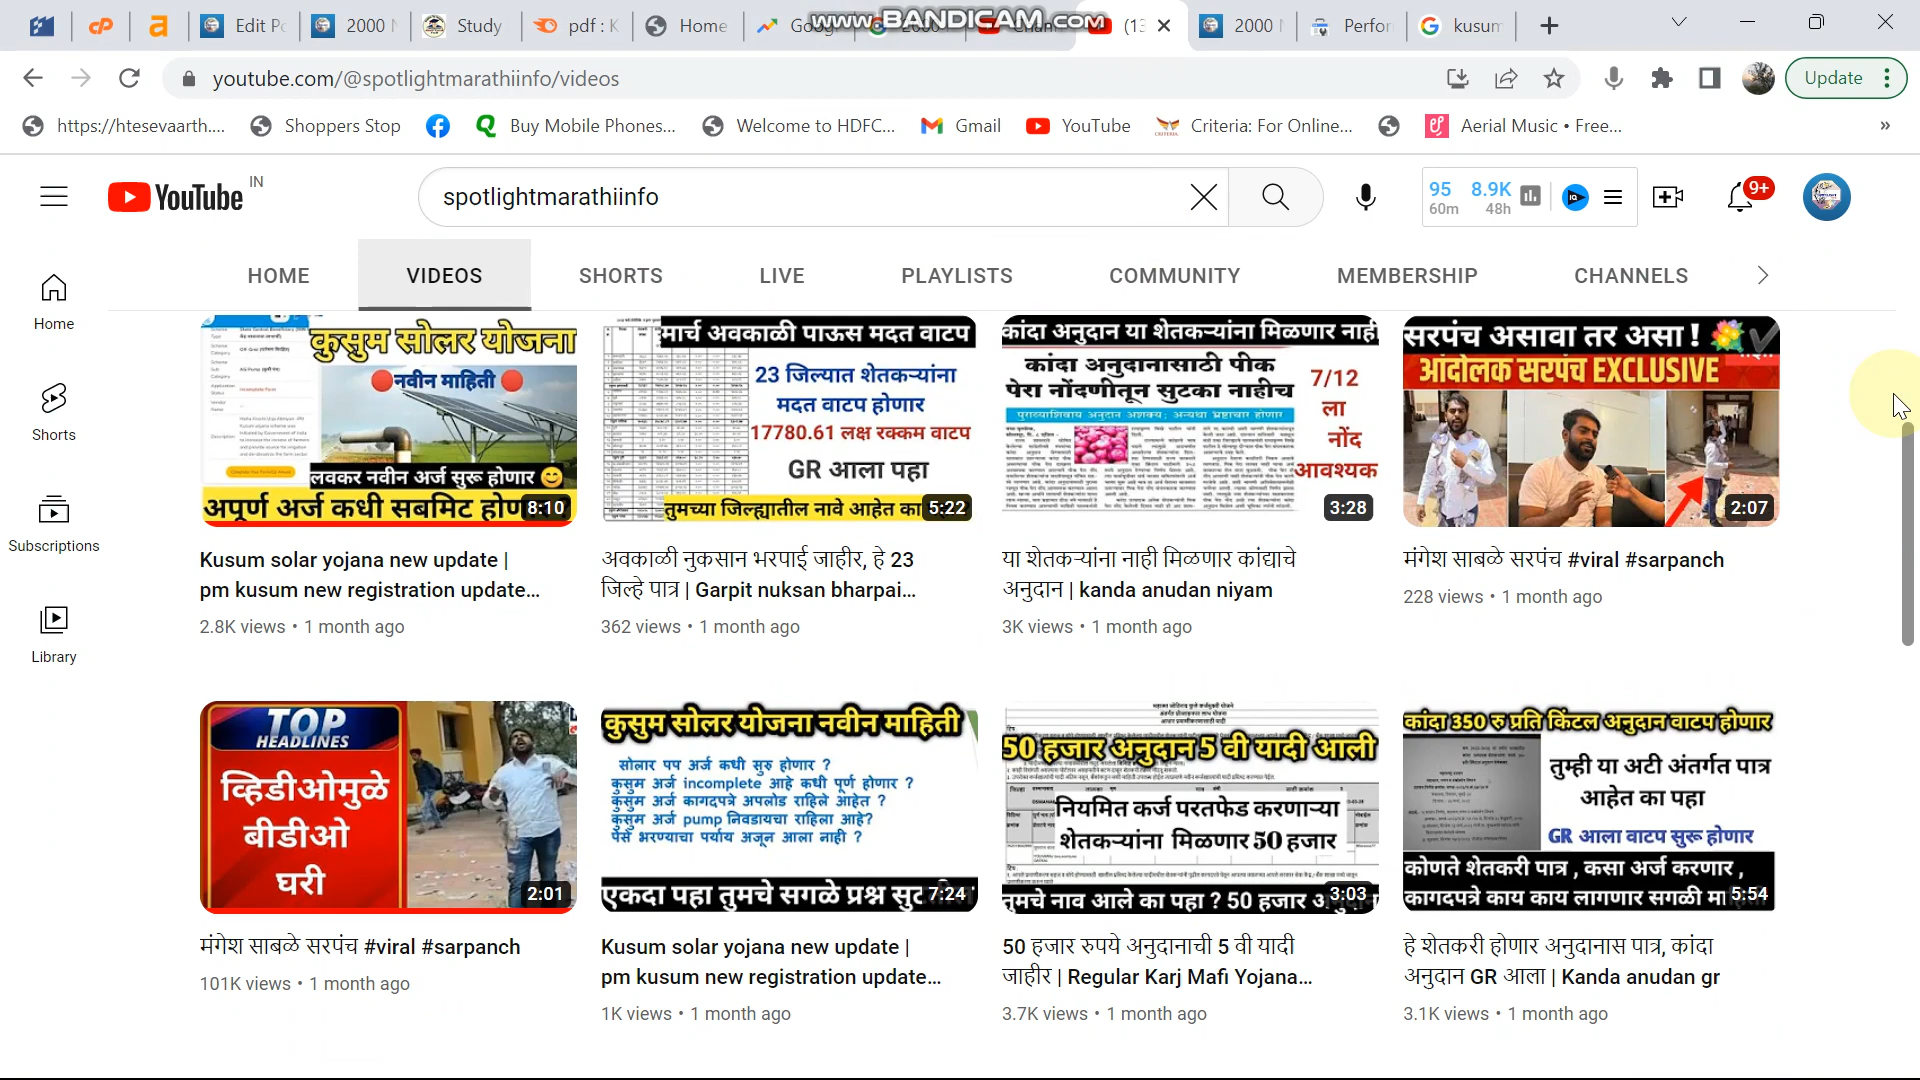 www.BANDICAM.com
Edit Po
2000 N
Study
pdf : K
Home
Goog
2000
Chan
(13
2000 N
Perfor
kusum
youtube.com/@spotlightmarathiinfo/videos
Update
https://htesevaarth....
Shoppers Stop
Buy Mobile Phones...
Welcome to HDFC...
Gmail
YouTube
Criteria: For Online...
Aerial Music • Free...
»
YouTube IN
spotlightmarathiinfo
95 8.9K
60m 48h
9+
HOME
VIDEOS
SHORTS
LIVE
PLAYLISTS
COMMUNITY
MEMBERSHIP
CHANNELS
Home
Shorts
Subscriptions
Library
कुसुम सोलर योजना
नवीन माहिती
लवकर नवीन अर्ज सुरू होणार
अपूर्ण अर्ज कधी सबमिट होण
8:10
Kusum solar yojana new update |
pm kusum new registration update...
2.8K views • 1 month ago
मार्च अवकाळी पाऊस मदत वाटप
23 जिल्यात शेतकऱ्यांना
मदत वाटप होणार
17780.61 लक्ष रक्कम वाटप
GR आला पहा
तुमच्या जिल्ह्यातील नावे आहेत का
5:22
अवकाळी नुकसान भरपाई जाहीर, हे 23
जिल्हे पात्र | Garpit nuksan bharpai...
362 views • 1 month ago
कांदा अनुदान या शेतकऱ्यांना मिळणार नाही
कांदा अनुदानासाठी पीक
पेरा नोंदणीतून सुटका नाहीच
पुराव्याशिवाय अनुदान अशक्य; अन्यथा भ्रष्टाचार होणार
7/12
ला
नोंद
आवश्यक
3:28
या शेतकऱ्यांना नाही मिळणार कांद्याचे
अनुदान | kanda anudan niyam
3K views • 1 month ago
सरपंच असावा तर असा !
आंदोलक सरपंच EXCLUSIVE
2:07
मंगेश साबळे सरपंच #viral #sarpanch
228 views • 1 month ago
TOP
HEADLINES
व्हिडीओमुळे
बीडीओ
घरी
2:01
मंगेश साबळे सरपंच #viral #sarpanch
101K views • 1 month ago
कुसुम सोलर योजना नवीन माहिती
सोलार पप अर्ज कधी सुरु होणार ?
कुसुम अर्ज incomplete आहे कधी पूर्ण होणार ?
कुसुम अर्ज कागदपत्रे अपलोड राहिले आहेत ?
कुसुम अर्ज pump निवडायचा राहिला आहे?
पैसे भरण्याचा पर्याय अजून आला नाही ?
एकदा पहा तुमचे सगळे प्रश्न सुट
7:24
Kusum solar yojana new update |
pm kusum new registration update...
1K views • 1 month ago
50 हजार अनुदान 5 वी यादी आली
नियमित कर्ज परतफेड करणाऱ्या
शेतकऱ्यांना मिळणार 50 हजार
तुमचे नाव आले का पहा ? 50 हजार अनुदान
3:03
50 हजार रुपये अनुदानाची 5 वी यादी
जाहीर | Regular Karj Mafi Yojana...
3.7K views • 1 month ago
कांदा 350 रु प्रति क्विंटल अनुदान वाटप होणार
तुम्ही या अटी अंतर्गत पात्र
आहेत का पहा
GR आला वाटप सुरू होणार
कोणते शेतकरी पात्र , कसा अर्ज करणार ,
कागदपत्रे काय काय लागणार सगळी मा
5:54
हे शेतकरी होणार अनुदानास पात्र, कांदा
अनुदान GR आला | Kanda anudan gr
3.1K views • 1 month ago